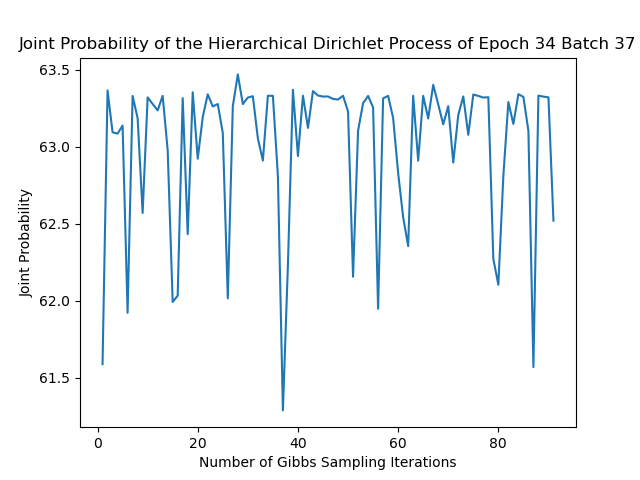 Joint Probability of the Hierarchical Dirichlet Process of Epoch 34 Batch 37
63.5
63.0
62.5
62.0
61.5
Joint Probability
0 20 40 60 80
Number of Gibbs Sampling Iterations